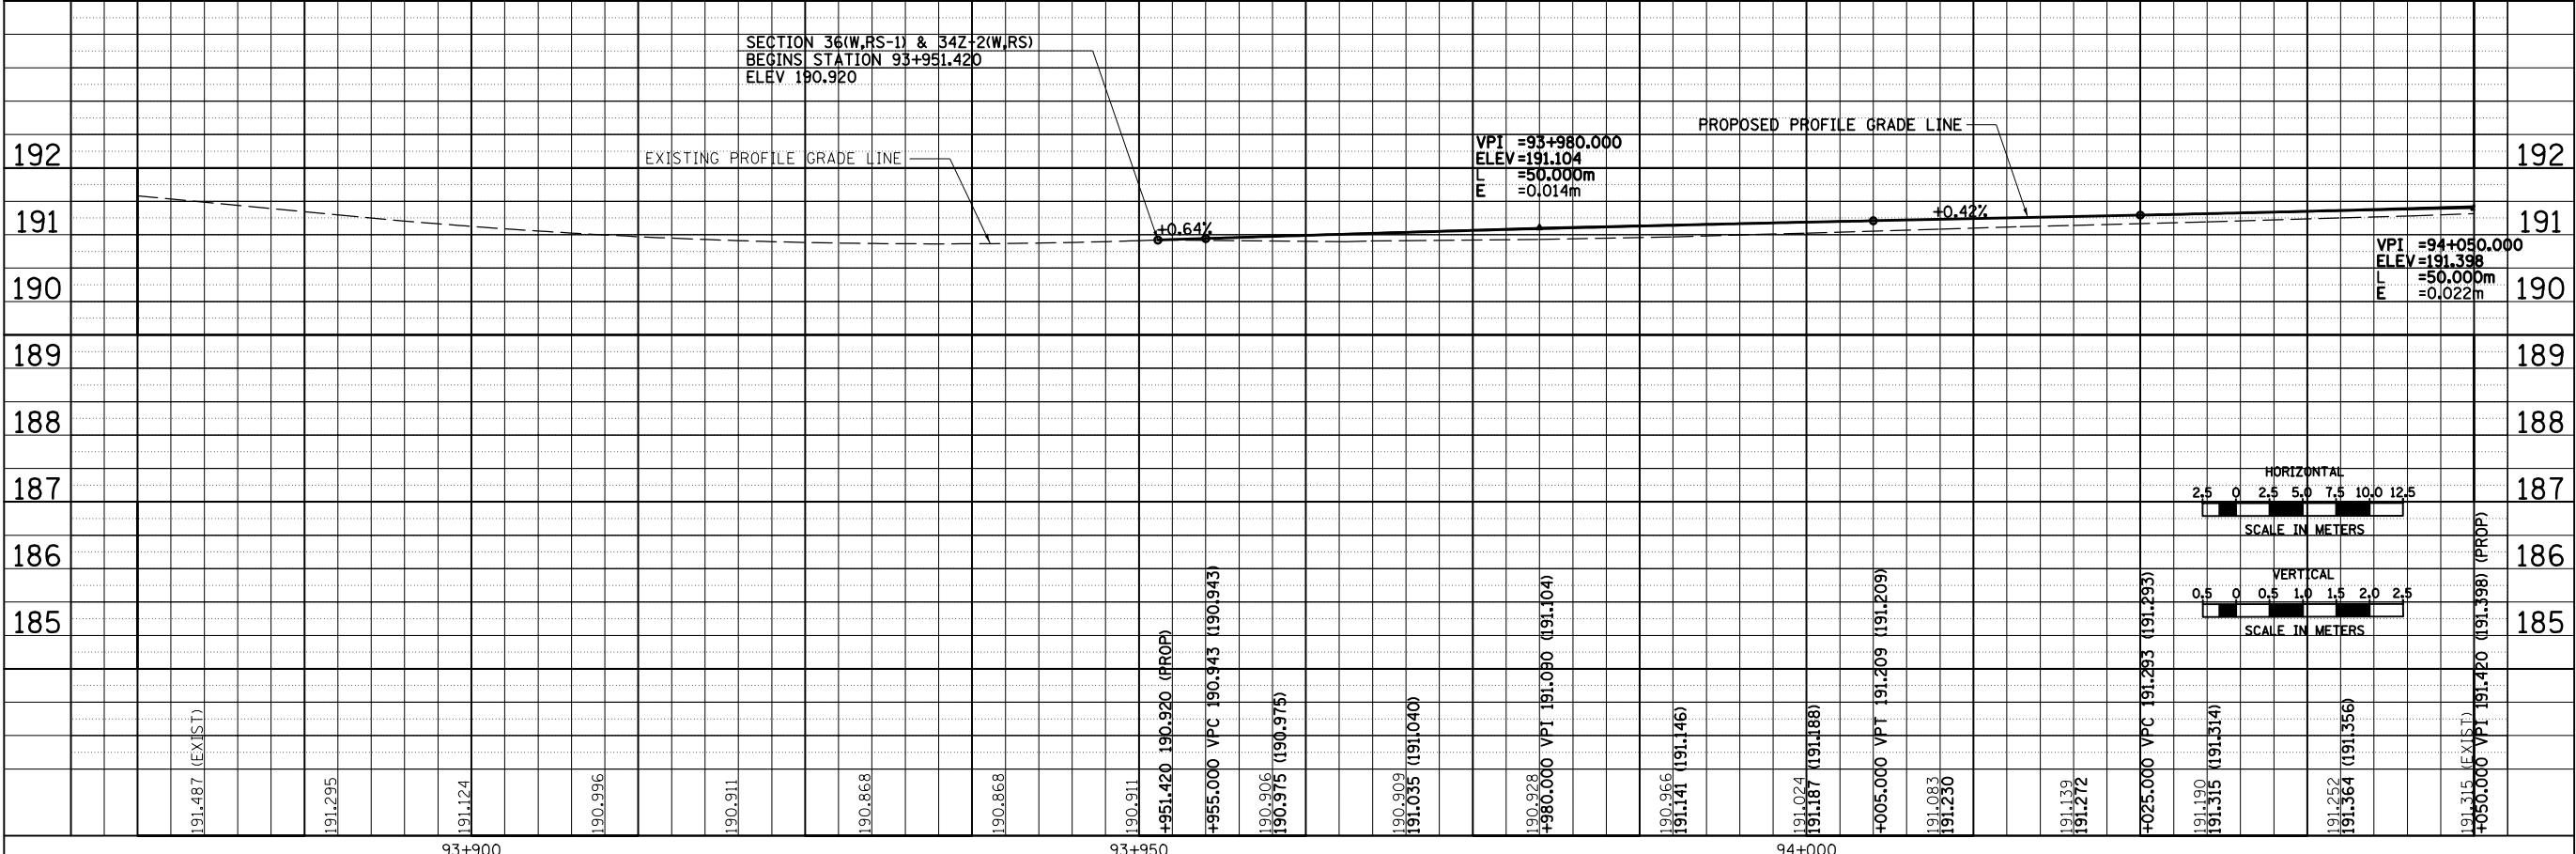 SECTION 36(W,RS-1) & 34Z-2(W,RS)
BEGINS STATION 93+951.420
ELEV 190.920
EXISTING PROFILE GRADE LINE
+0.64%
VPI =93+980.000
ELEV=191.104
L =50.000m
E =0.014m
PROPOSED PROFILE GRADE LINE
+0.42%
VPI =94+050.000
ELEV=191.398
L =50.000m
E =0.022m
192
191
190
189
188
187
186
185
192
191
190
189
188
187
186
185
HORIZONTAL
2.5 0 2.5 5.0 7.5 10.0 12.5
SCALE IN METERS
VERTICAL
0.5 0 0.5 1.0 1.5 2.0 2.5
SCALE IN METERS
191.487 (EXIST)
191.295
191.124
190.996
190.911
190.868
190.868
190.911
+951.420 190.920 (PROP)
+955.000 VPC 190.943 (190.943)
190.906
190.975 (190.975)
190.909
191.035 (191.040)
190.928
+980.000 VPI 191.090 (191.104)
190.966
191.141 (191.146)
191.024
191.187 (191.188)
+005.000 VPT 191.209 (191.209)
191.083
191.230
191.139
191.272
+025.000 VPC 191.293 (191.293)
191.190
191.315 (191.314)
191.252
191.364 (191.356)
191.315 (EXIST)
+050.000 VPI 191.420 (191.398) (PROP)
93+900
93+950
94+000